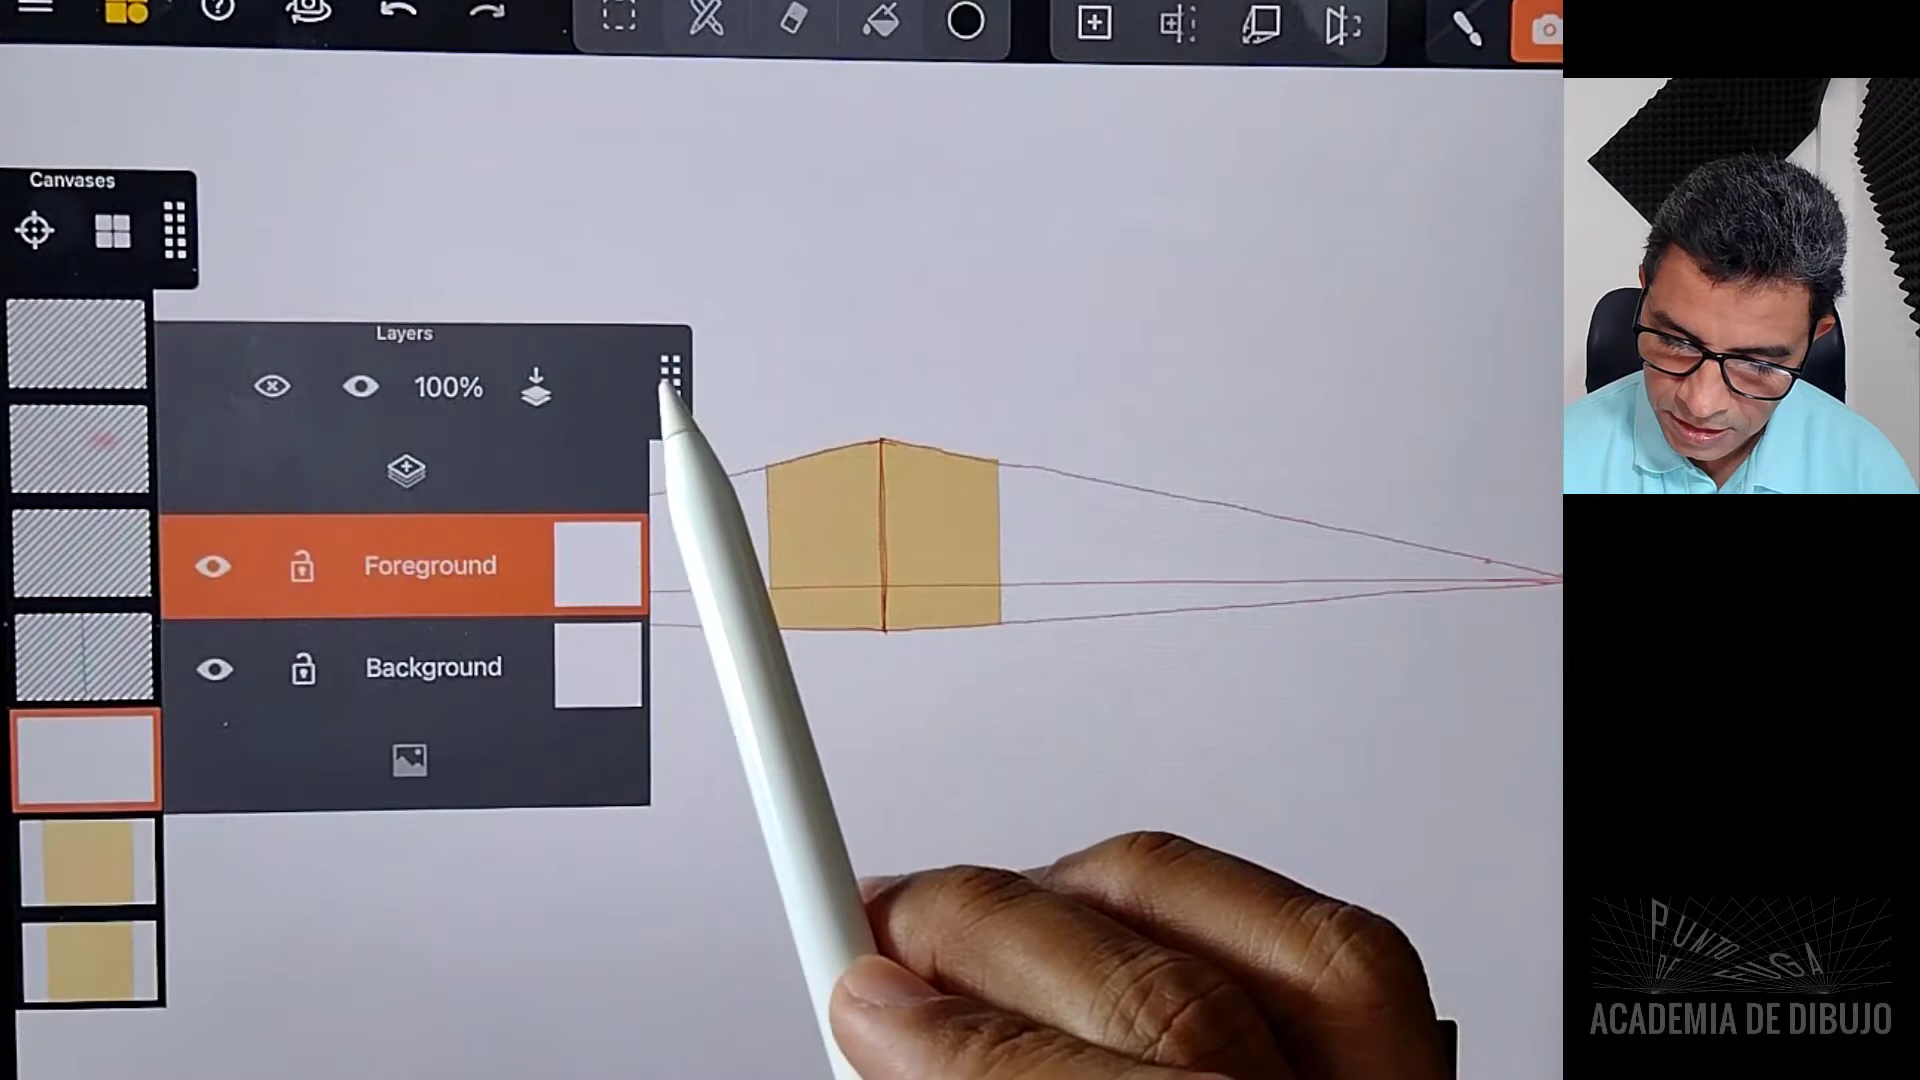 Canvases
Layers
100%
Foreground
Background
PUNTO
DE FUGA
ACADEMIA DE DIBUJO